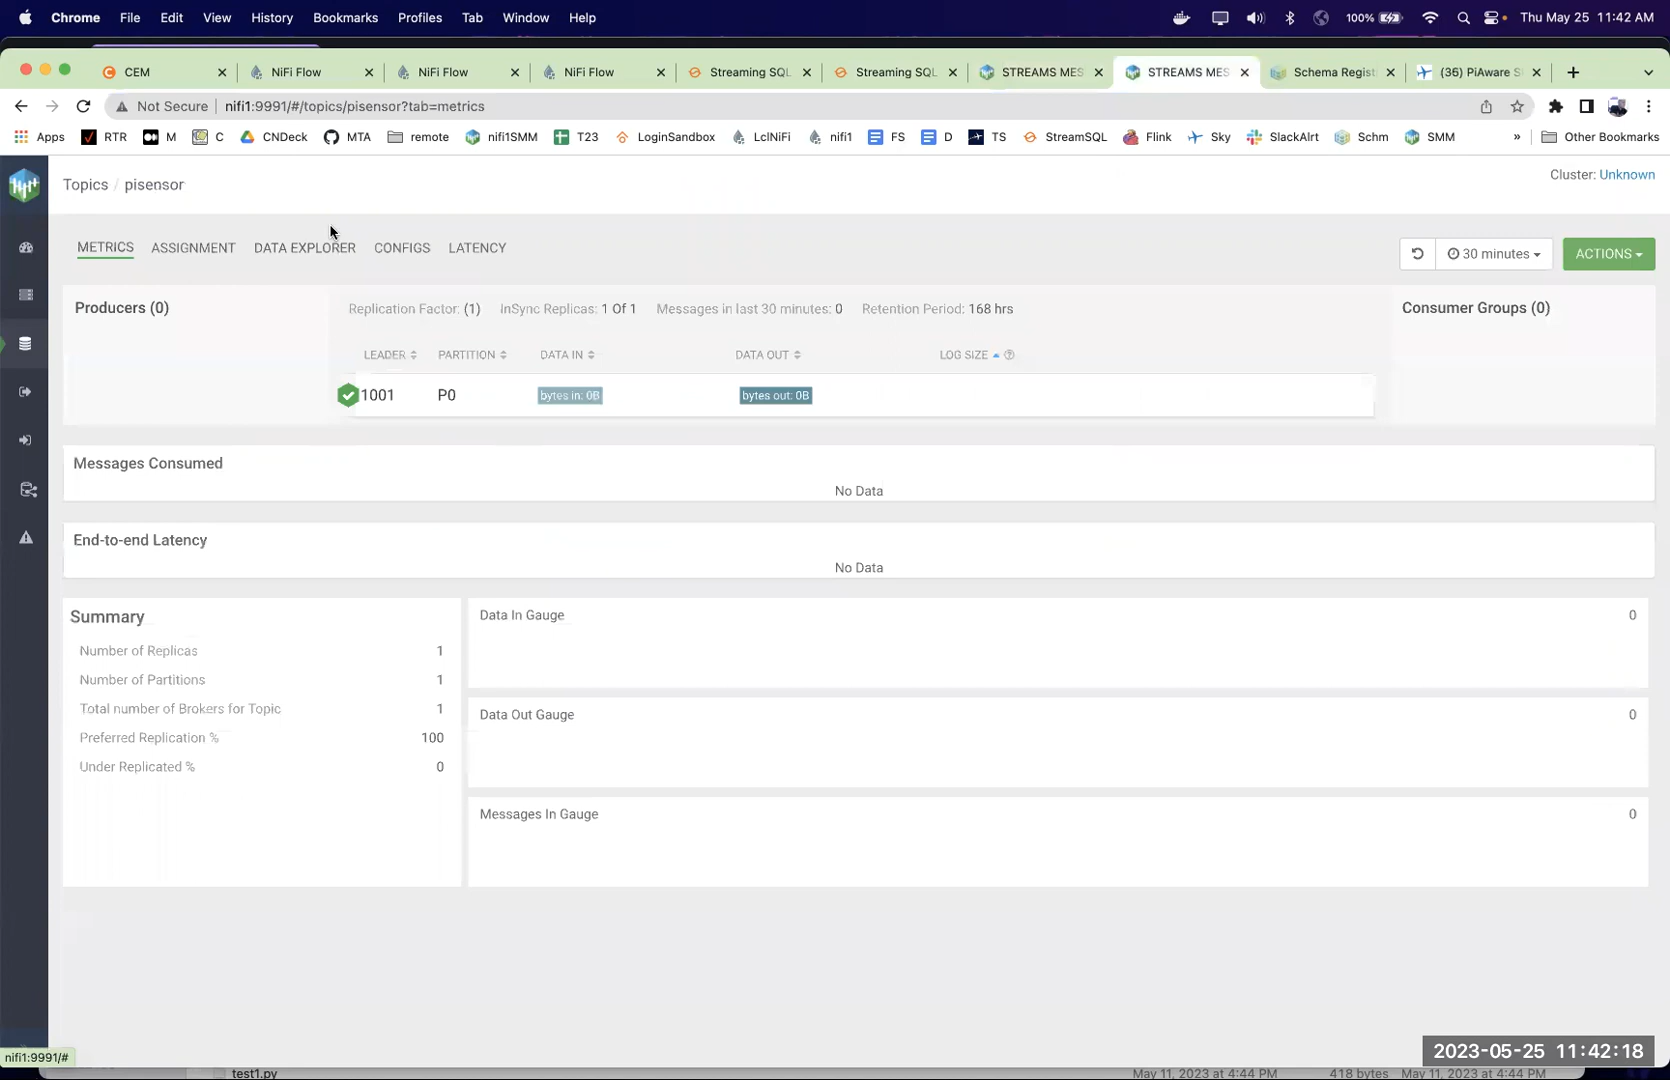 Chrome File Edit View History Bookmarks Profiles Tab Window Help 100% Thu May 25 11:42 AM
CEM NiFi Flow NiFi Flow NiFi Flow Streaming SQL Streaming SQL STREAMS MES STREAMS MES Schema Regist (36) PiAware S
Not Secure nifi1:9991/#/topics/pisensor?tab=metrics
Apps RTR M C CNDeck MTA remote nifi1SMM T23 LoginSandbox LclNiFi nifi1 FS D TS StreamSQL Flink Sky SlackAlrt Schm SMM » Other Bookmarks
Topics / pisensor
Cluster: Unknown
METRICS ASSIGNMENT DATA EXPLORER CONFIGS LATENCY
30 minutes ACTIONS
Producers (0)
Replication Factor: (1) InSync Replicas: 1 Of 1 Messages in last 30 minutes: 0 Retention Period: 168 hrs
Consumer Groups (0)
LEADER PARTITION DATA IN DATA OUT LOG SIZE
1001 P0 bytes in: 0B bytes out: 0B
Messages Consumed
No Data
End-to-end Latency
No Data
Summary
Number of Replicas 1
Number of Partitions 1
Total number of Brokers for Topic 1
Preferred Replication % 100
Under Replicated % 0
Data In Gauge 0
Data Out Gauge 0
Messages In Gauge 0
nifi1:9991/#
2023-05-25 11:42:18
test1.py May 11, 2023 at 4:44 PM 418 bytes May 11, 2023 at 4:44 PM